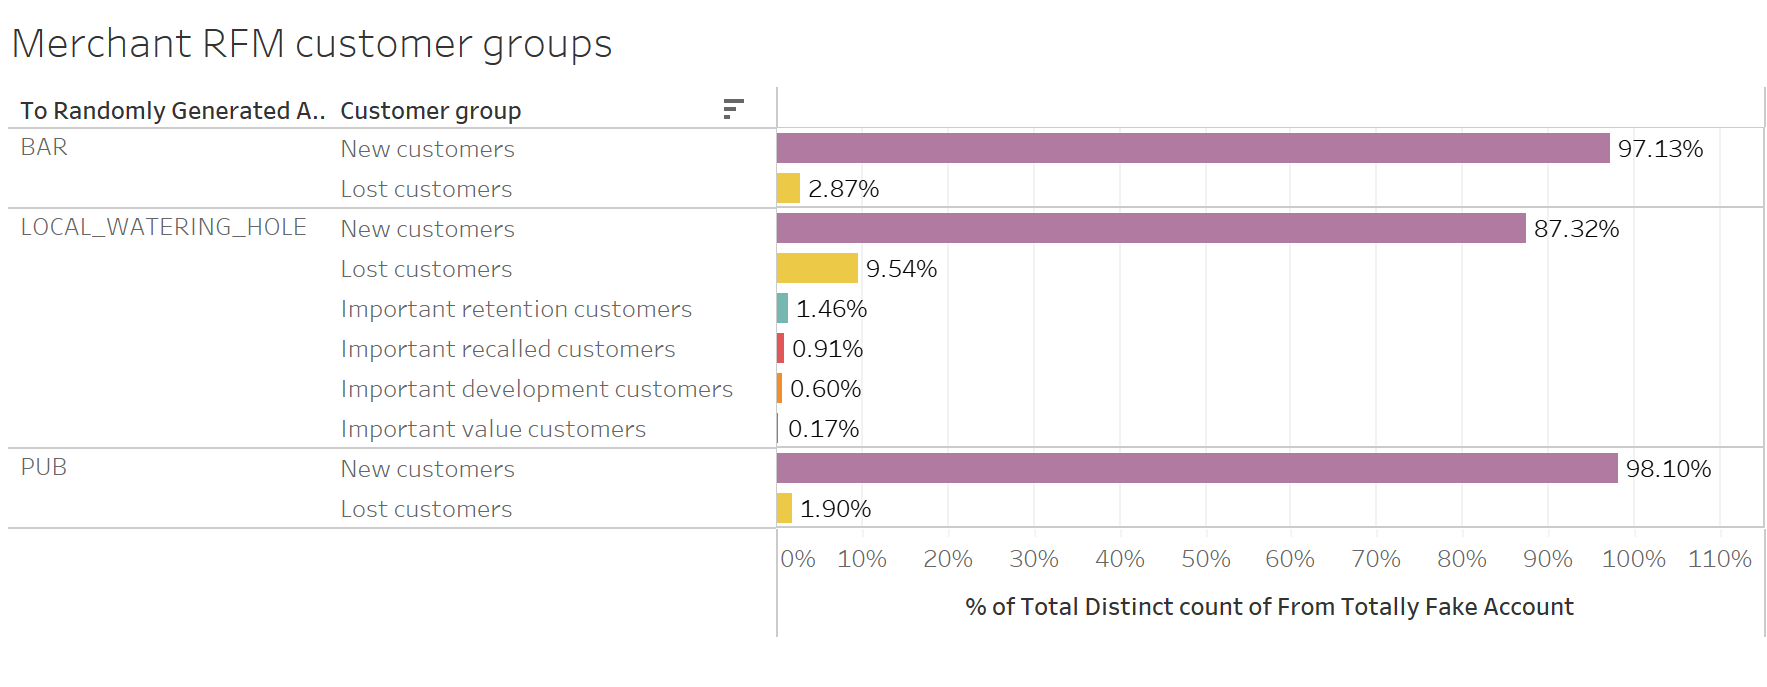 Merchant RFM customer groups
To Randomly Generated A.. Customer group
BAR New customers 97.13%
Lost customers 2.87%
LOCAL_WATERING_HOLE New customers 87.32%
Lost customers 9.54%
Important retention customers 1.46%
Important recalled customers 0.91%
Important development customers 0.60%
Important value customers 0.17%
PUB New customers 98.10%
Lost customers 1.90%
0% 10% 20% 30% 40% 50% 60% 70% 80% 90% 100% 110%
% of Total Distinct count of From Totally Fake Account